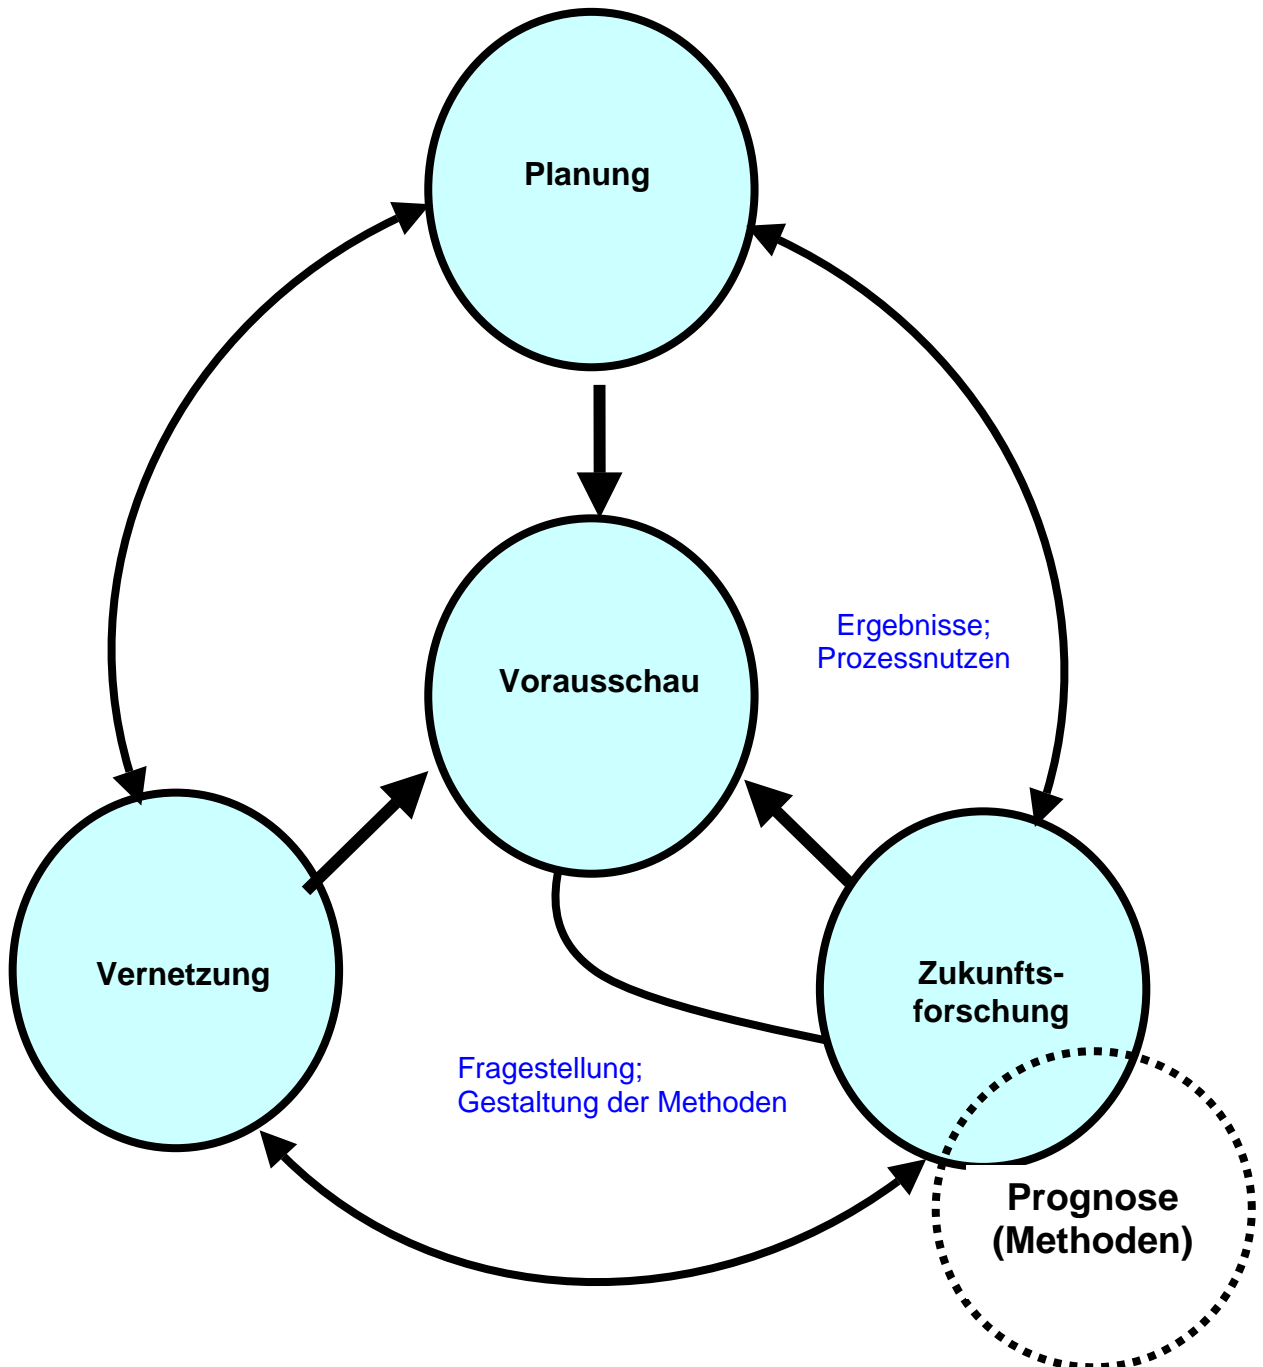 Planung
Vorausschau
Ergebnisse;
Prozessnutzen
Vernetzung
Zukunfts-
forschung
Fragestellung;
Gestaltung der Methoden
Prognose
(Methoden)